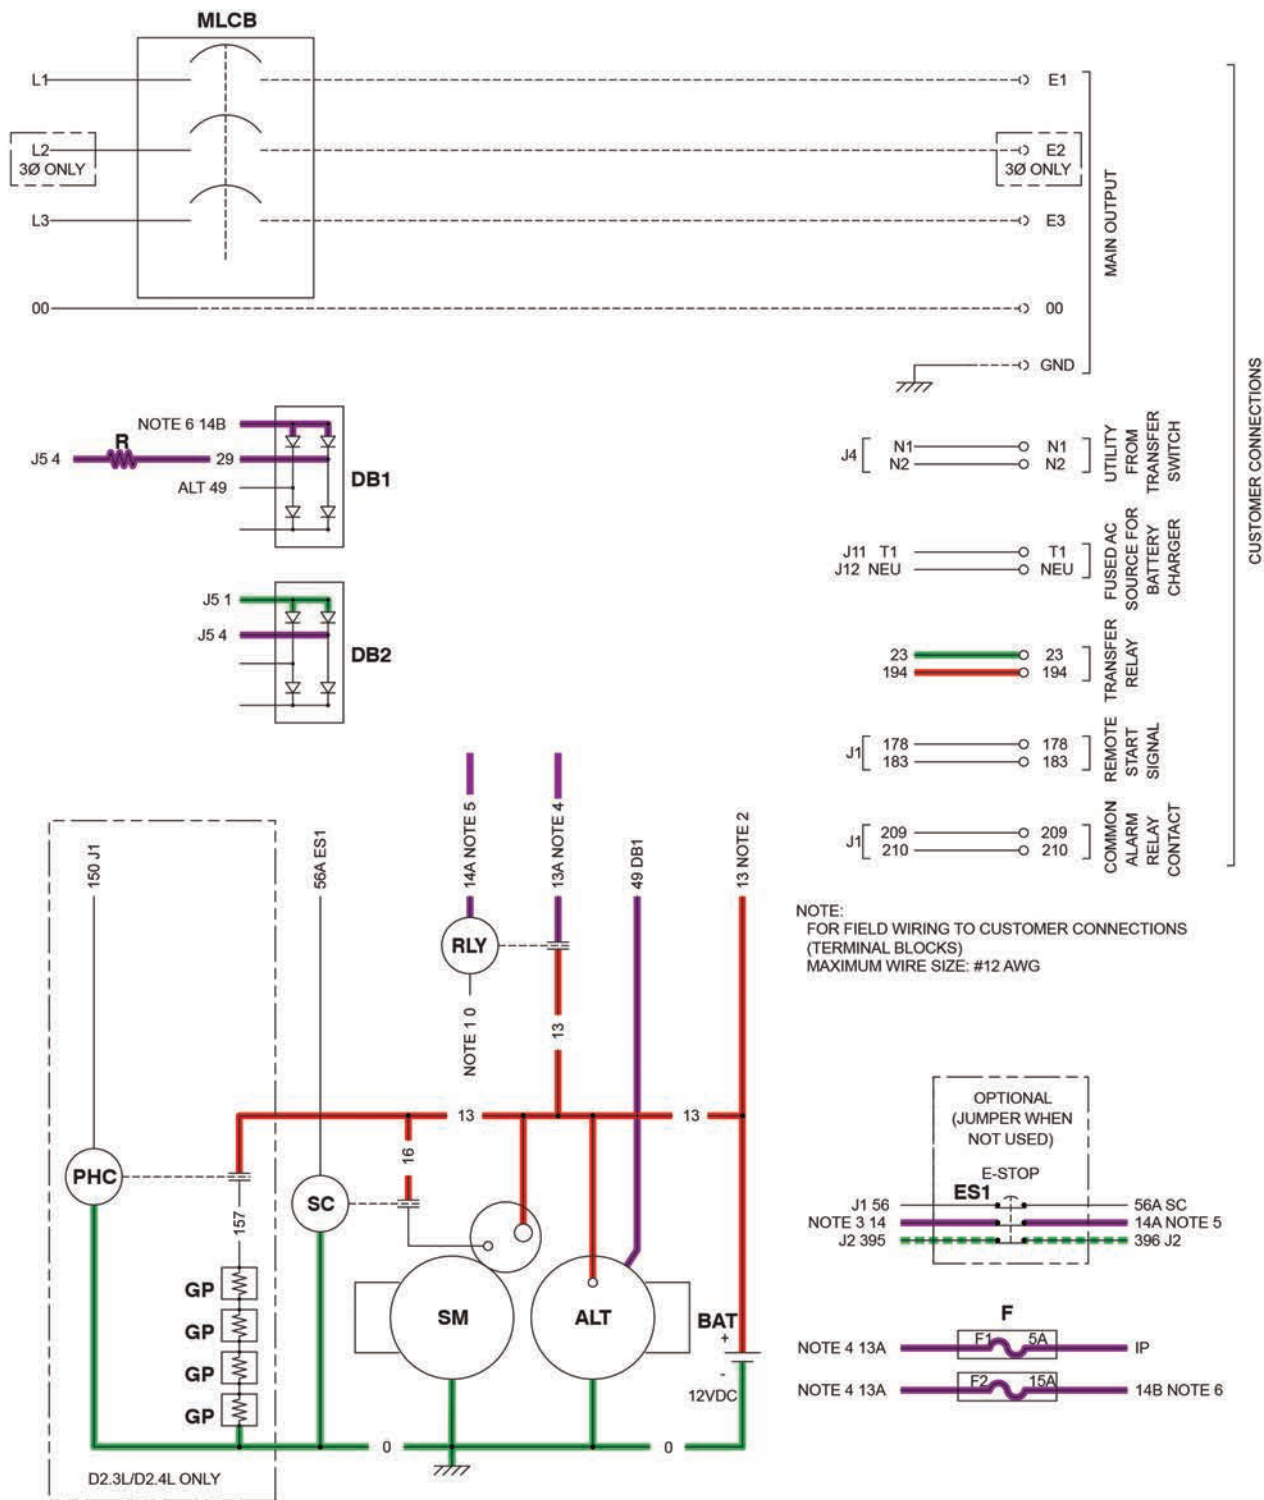 MLCB
L1
E1
L2
3Ø ONLY
E2
3Ø ONLY
L3
E3
00
00
GND
MAIN OUTPUT
CUSTOMER CONNECTIONS
NOTE 6 14B
R
J5 4
29
ALT 49
DB1
J4
N1
N1
N2
N2
UTILITY
FROM
TRANSFER
SWITCH
J11 T1
T1
J12 NEU
NEU
FUSED AC
SOURCE FOR
BATTERY
CHARGER
J5 1
J5 4
DB2
23
23
194
194
TRANSFER
RELAY
J1
178
178
183
183
REMOTE
START
SIGNAL
J1
209
209
210
210
COMMON
ALARM
RELAY
CONTACT
150 J1
56A ES1
14A NOTE 5
13A NOTE 4
49 DB1
13 NOTE 2
NOTE:
FOR FIELD WIRING TO CUSTOMER CONNECTIONS
(TERMINAL BLOCKS)
MAXIMUM WIRE SIZE: #12 AWG
RLY
NOTE 1 0
13
13
13
16
PHC
SC
157
GP
GP
GP
GP
SM
ALT
BAT
+
-
12VDC
0
0
D2.3L/D2.4L ONLY
OPTIONAL
(JUMPER WHEN
NOT USED)
E-STOP
ES1
J1 56
56A SC
NOTE 3 14
14A NOTE 5
J2 395
396 J2
F
NOTE 4 13A
F1
5A
IP
NOTE 4 13A
F2
15A
14B NOTE 6